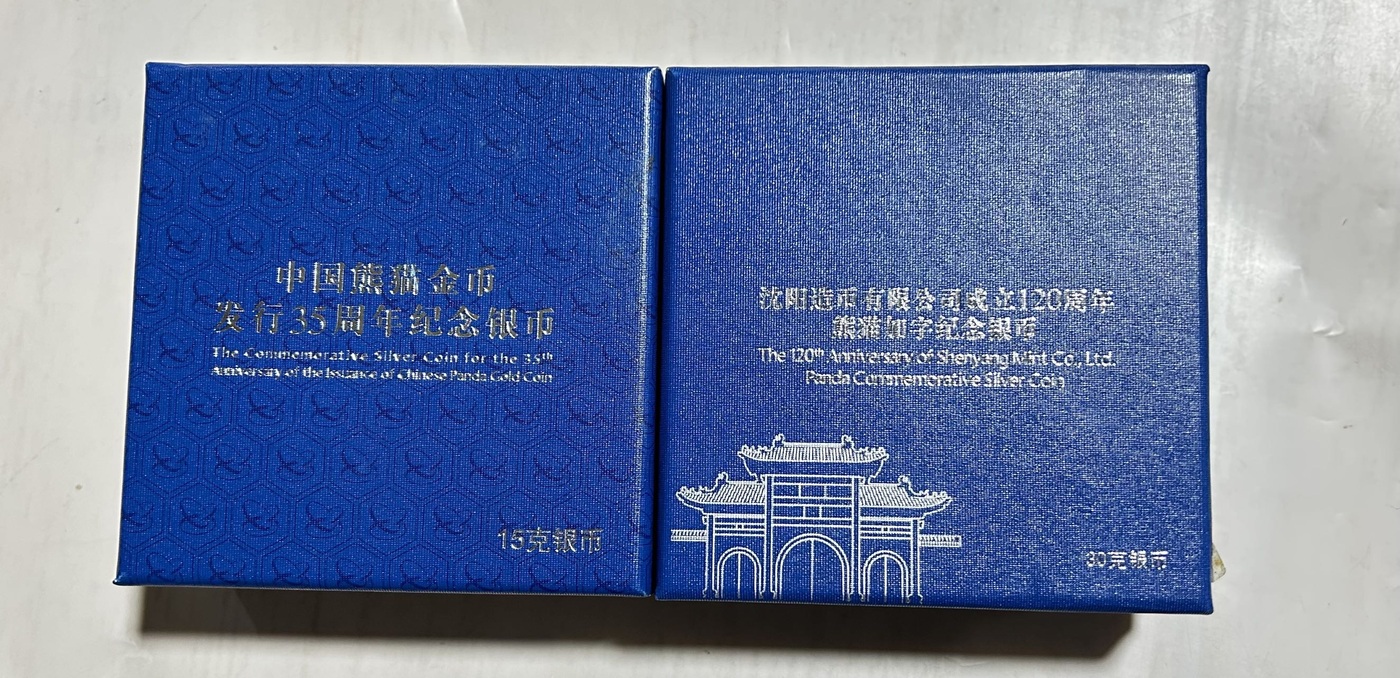 中国熊猫金币
发行35周年纪念银币
The Commemorative Silver Coin for the 35th
Anniversary of the Issuance of Chinese Panda Gold Coin
15克银币
沈阳造币有限公司成立120周年
熊猫加字纪念银币
The 120th Anniversary of Shenyang Mint Co., Ltd.
Panda Commemorative Silver Coin
30克银币